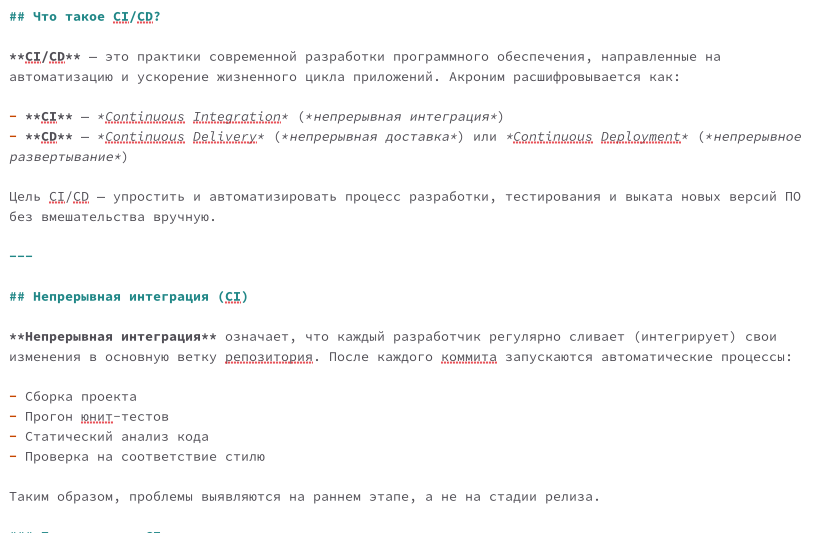 ## Что такое CI/CD?
**CI/CD** — это практики современной разработки программного обеспечения, направленные на
автоматизацию и ускорение жизненного цикла приложений. Акроним расшифровывается как:
- **CI** — *Continuous Integration* (*непрерывная интеграция*)
- **CD** — *Continuous Delivery* (*непрерывная доставка*) или *Continuous Deployment* (*непрерывное
развертывание*)
Цель CI/CD — упростить и автоматизировать процесс разработки, тестирования и выката новых версий ПО
без вмешательства вручную.
---
## Непрерывная интеграция (CI)
**Непрерывная интеграция** означает, что каждый разработчик регулярно сливает (интегрирует) свои
изменения в основную ветку репозитория. После каждого коммита запускаются автоматические процессы:
- Сборка проекта
- Прогон юнит-тестов
- Статический анализ кода
- Проверка на соответствие стилю
Таким образом, проблемы выявляются на раннем этапе, а не на стадии релиза.